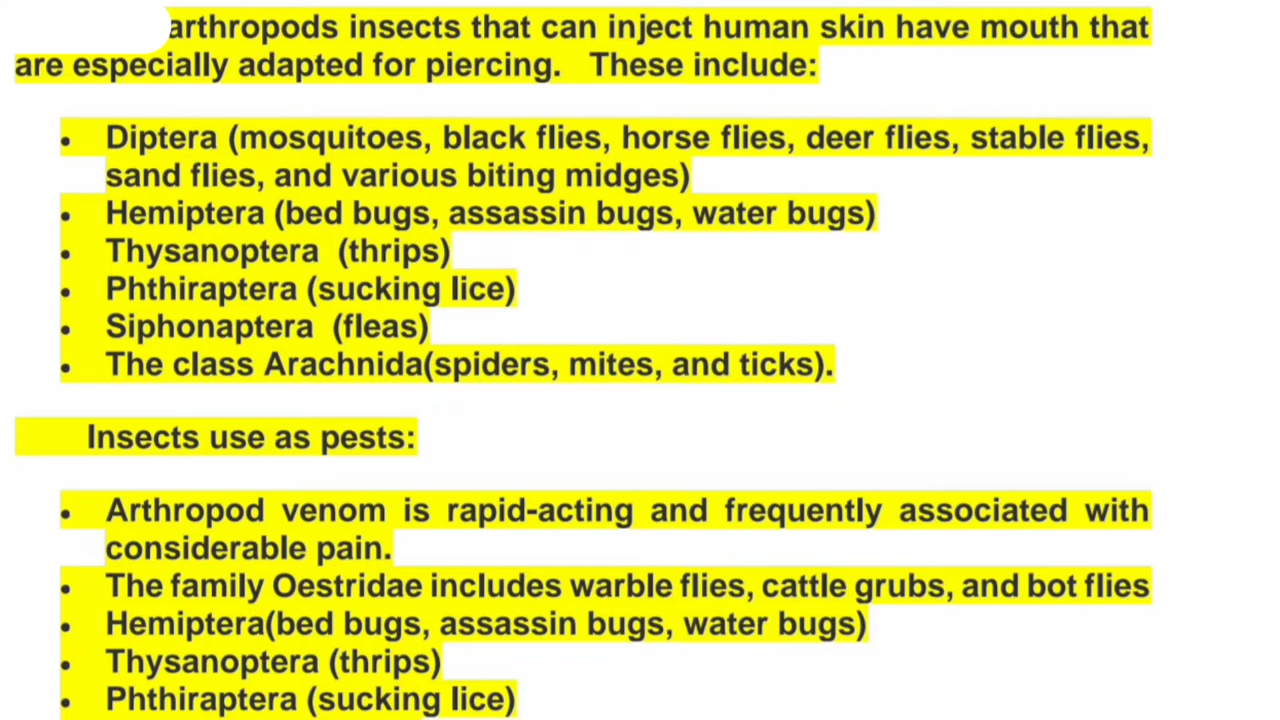 arthropods insects that can inject human skin have mouth that
are especially adapted for piercing. These include:
• Diptera (mosquitoes, black flies, horse flies, deer flies, stable flies,
sand flies, and various biting midges)
• Hemiptera (bed bugs, assassin bugs, water bugs)
• Thysanoptera (thrips)
• Phthiraptera (sucking lice)
• Siphonaptera (fleas)
• The class Arachnida(spiders, mites, and ticks).
Insects use as pests:
• Arthropod venom is rapid-acting and frequently associated with
considerable pain.
• The family Oestridae includes warble flies, cattle grubs, and bot flies
• Hemiptera(bed bugs, assassin bugs, water bugs)
• Thysanoptera (thrips)
• Phthiraptera (sucking lice)